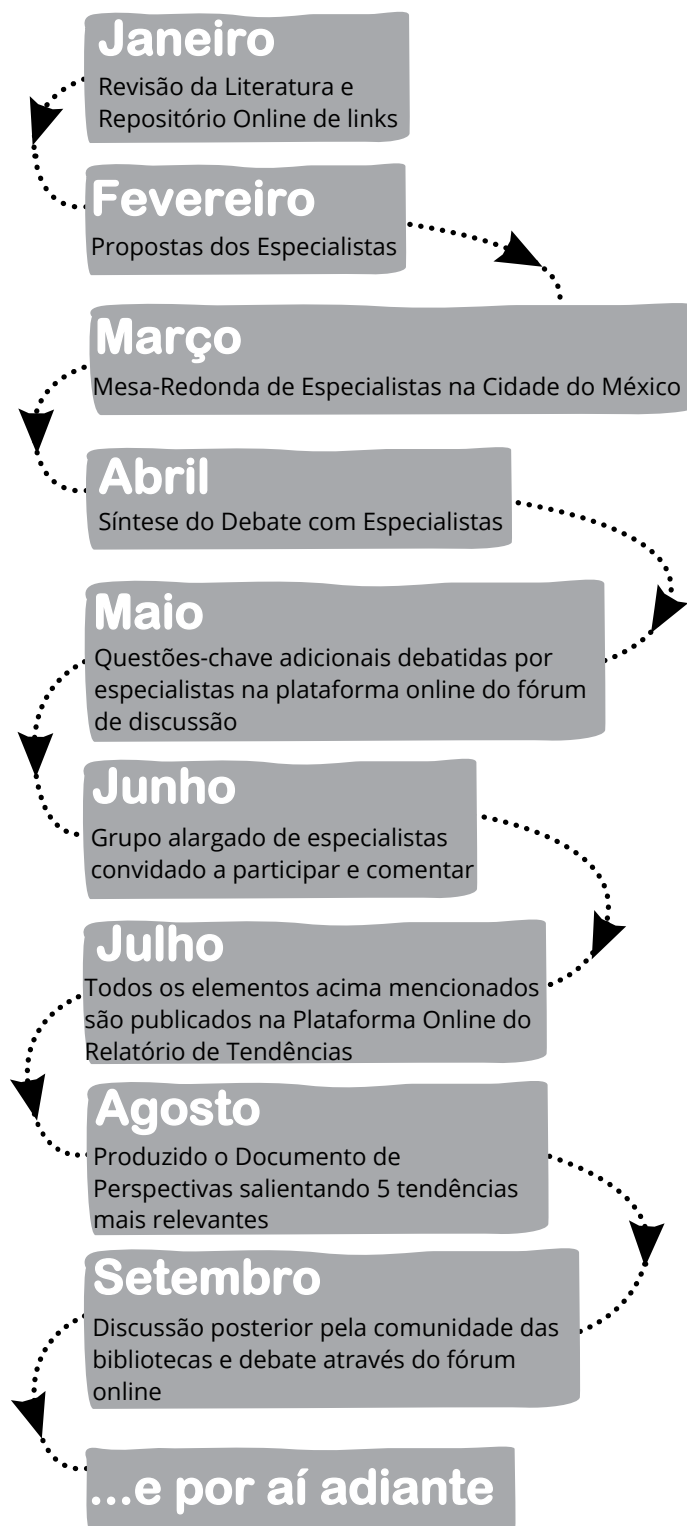 Janeiro
Revisão da Literatura e
Repositório Online de links
Fevereiro
Propostas dos Especialistas
Março
Mesa-Redonda de Especialistas na Cidade do México
Abril
Síntese do Debate com Especialistas
Maio
Questões-chave adicionais debatidas por
especialistas na plataforma online do fórum
de discussão
Junho
Grupo alargado de especialistas
convidado a participar e comentar
Julho
Todos os elementos acima mencionados
são publicados na Plataforma Online do
Relatório de Tendências
Agosto
Produzido o Documento de
Perspectivas salientando 5 tendências
mais relevantes
Setembro
Discussão posterior pela comunidade das
bibliotecas e debate através do fórum
online
...e por aí adiante